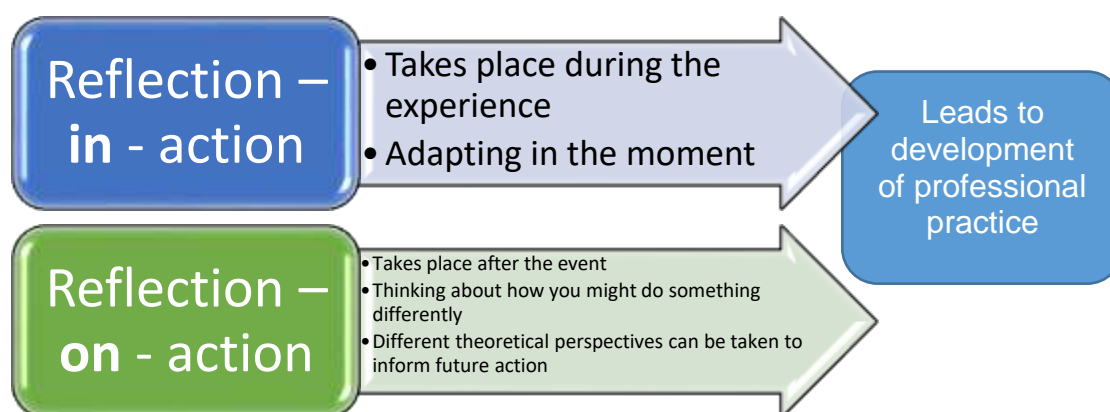 Reflection –
in - action
• Takes place during the
experience
• Adapting in the moment
Leads to
development
of professional
practice
Reflection –
on - action
• Takes place after the event
• Thinking about how you might do something
differently
• Different theoretical perspectives can be taken to
inform future action